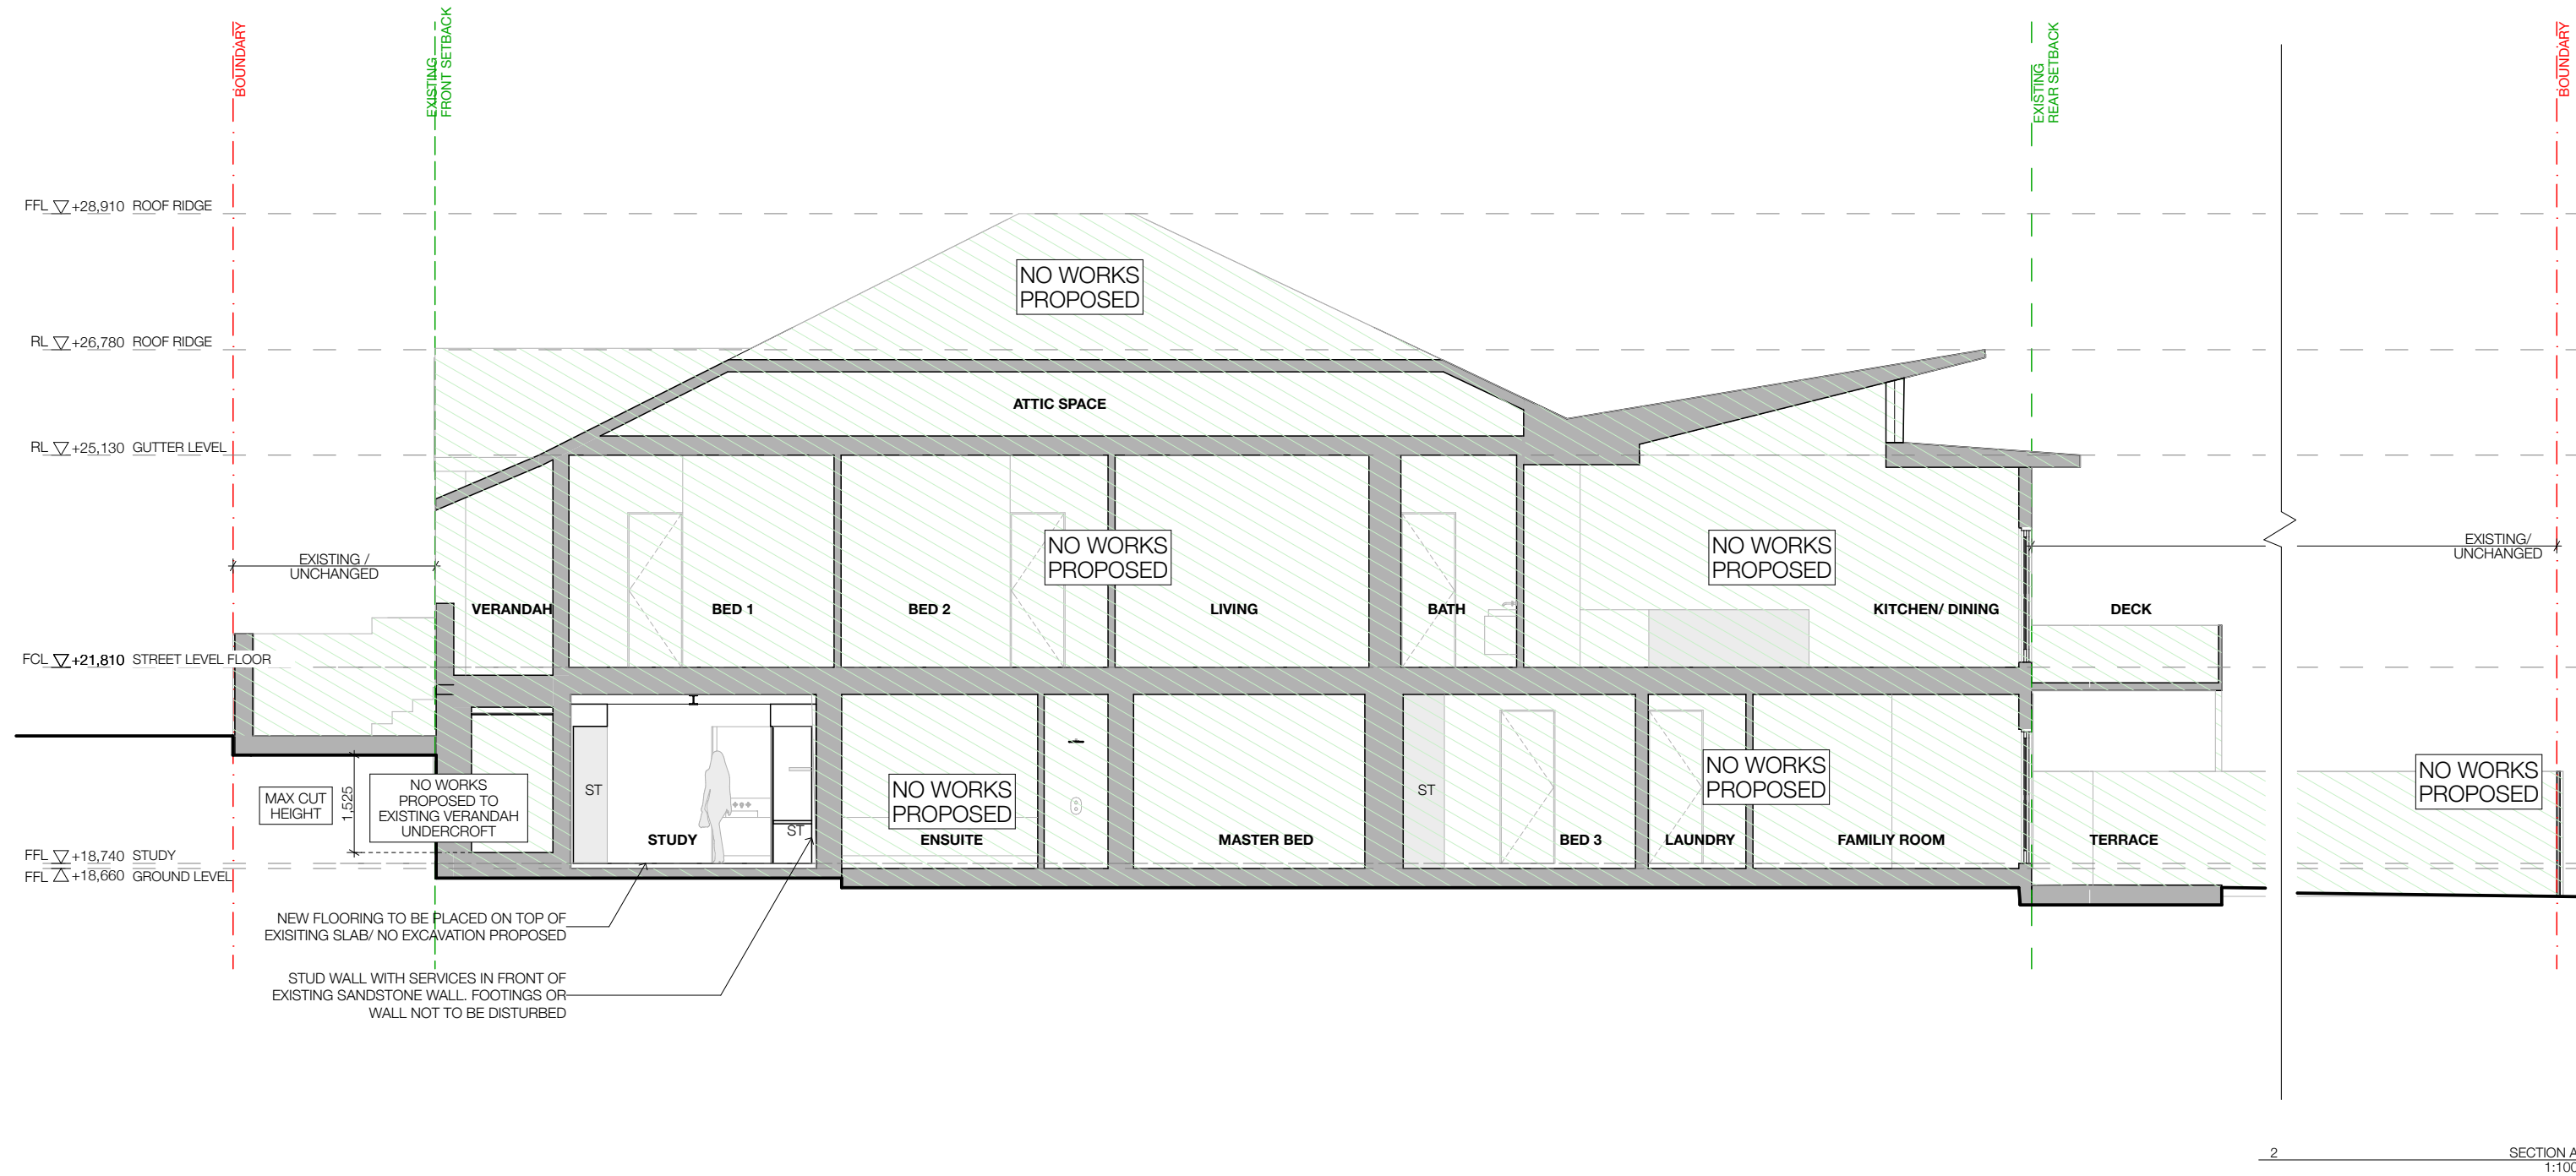 BOUNDARY
EXISTING
FRONT SETBACK
EXISTING
REAR SETBACK
BOUNDARY
FFL +28,910 ROOF RIDGE
NO WORKS
PROPOSED
RL +26,780 ROOF RIDGE
ATTIC SPACE
RL +25,130 GUTTER LEVEL
EXISTING /
UNCHANGED
NO WORKS
PROPOSED
NO WORKS
PROPOSED
EXISTING/
UNCHANGED
VERANDAH
BED 1
BED 2
LIVING
BATH
KITCHEN/ DINING
DECK
FCL +21,810 STREET LEVEL FLOOR
MAX CUT
HEIGHT
1,525
NO WORKS
PROPOSED TO
EXISTING VERANDAH
UNDERCROFT
ST
ST
NO WORKS
PROPOSED
ST
NO WORKS
PROPOSED
NO WORKS
PROPOSED
STUDY
ENSUITE
MASTER BED
BED 3
LAUNDRY
FAMILIY ROOM
TERRACE
FFL +18,740 STUDY
FFL +18,660 GROUND LEVEL
NEW FLOORING TO BE PLACED ON TOP OF
EXISITING SLAB/ NO EXCAVATION PROPOSED
STUD WALL WITH SERVICES IN FRONT OF
EXISTING SANDSTONE WALL. FOOTINGS OR
WALL NOT TO BE DISTURBED
2 SECTION A
1:100